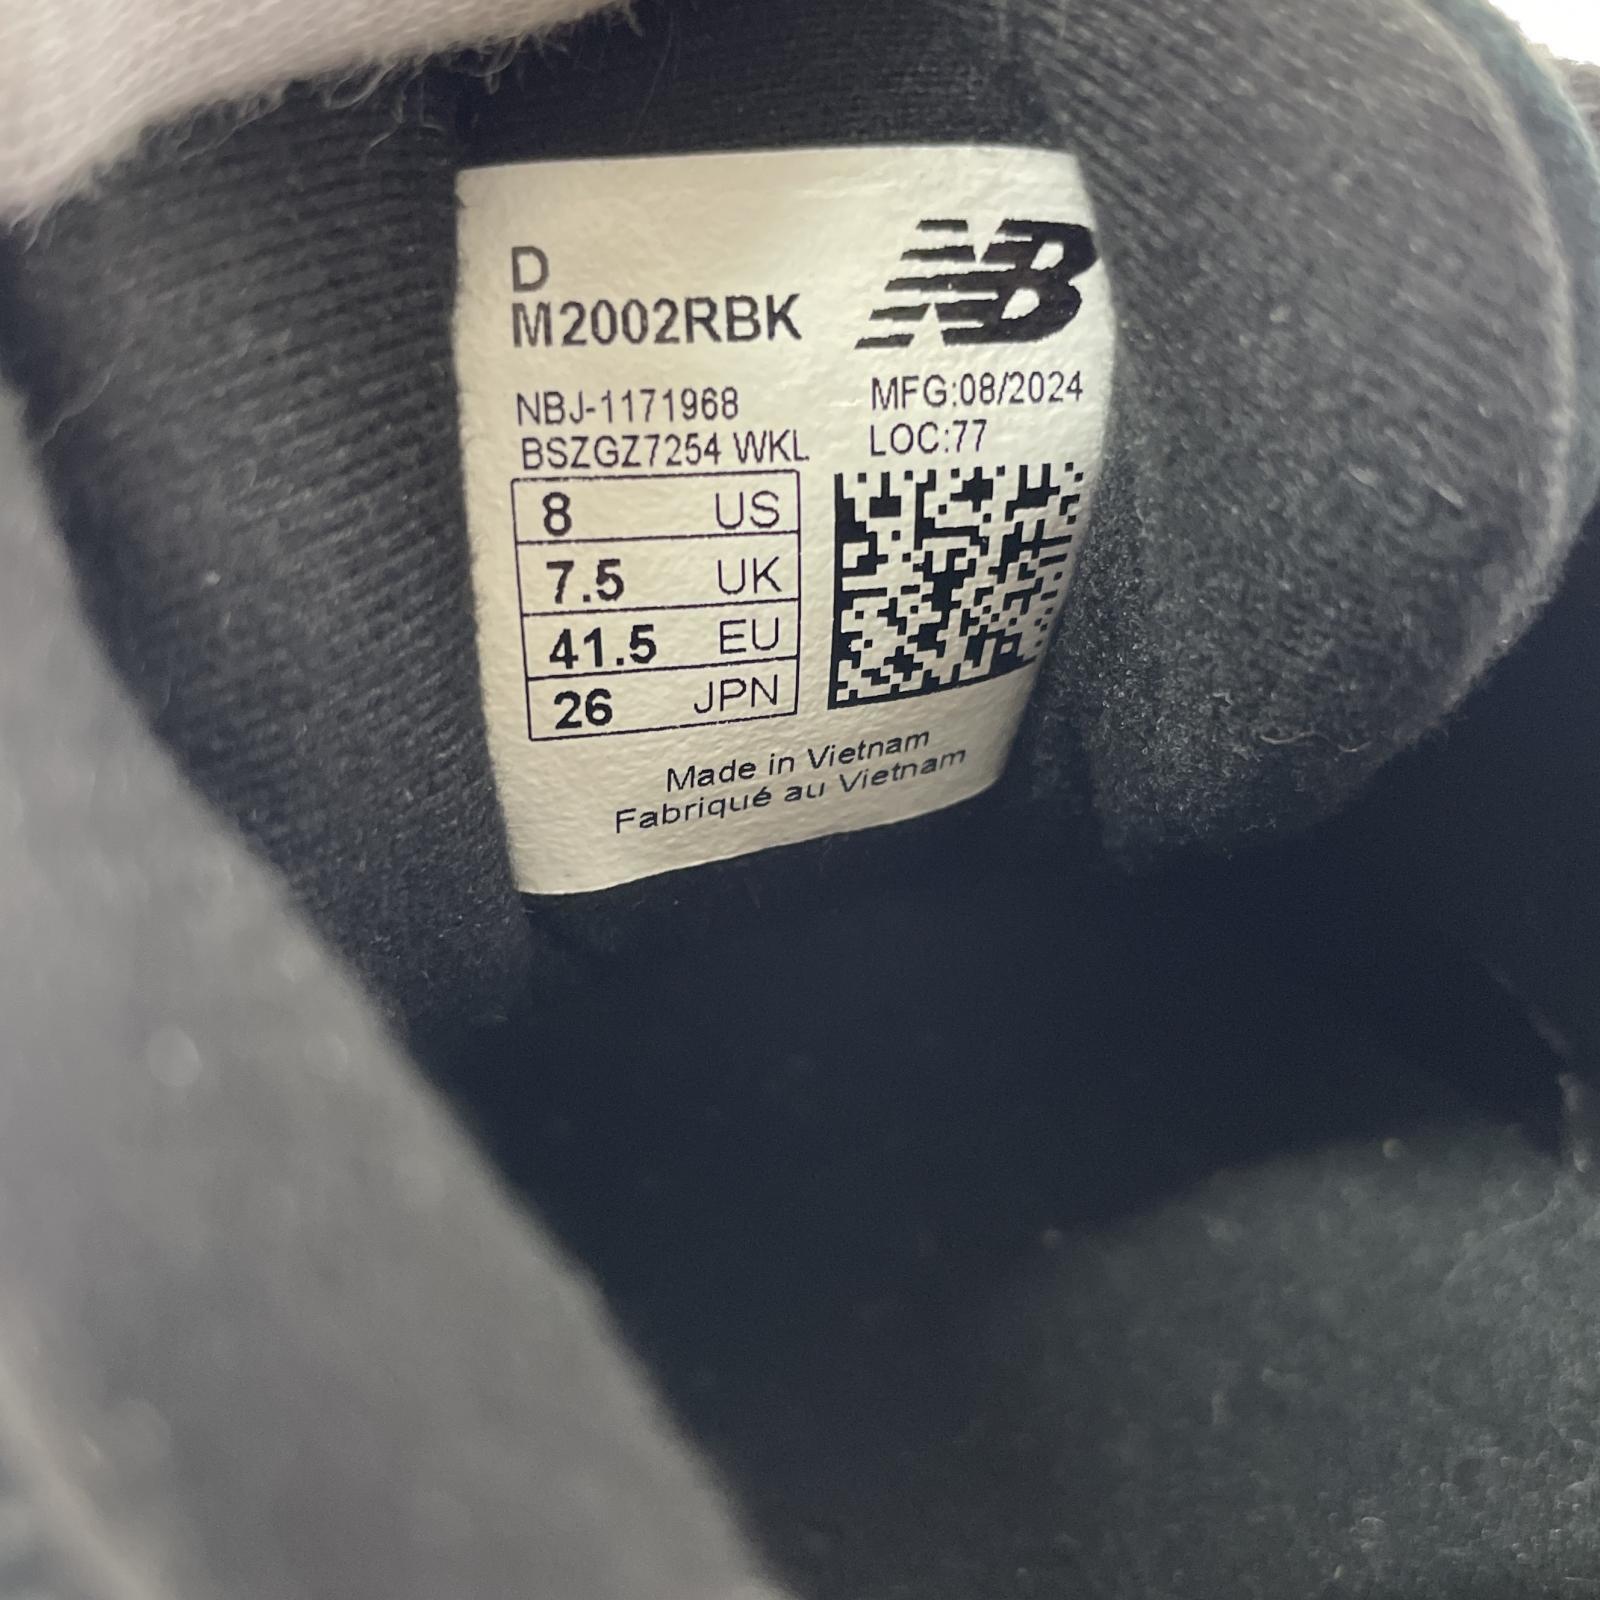 D
M2002RBK
NB
NBJ-1171968
BSZGZ7254 WKL
MFG:08/2024
LOC:77
8 US
7.5 UK
41.5 EU
26 JPN
Made in Vietnam
Fabriqué au Vietnam